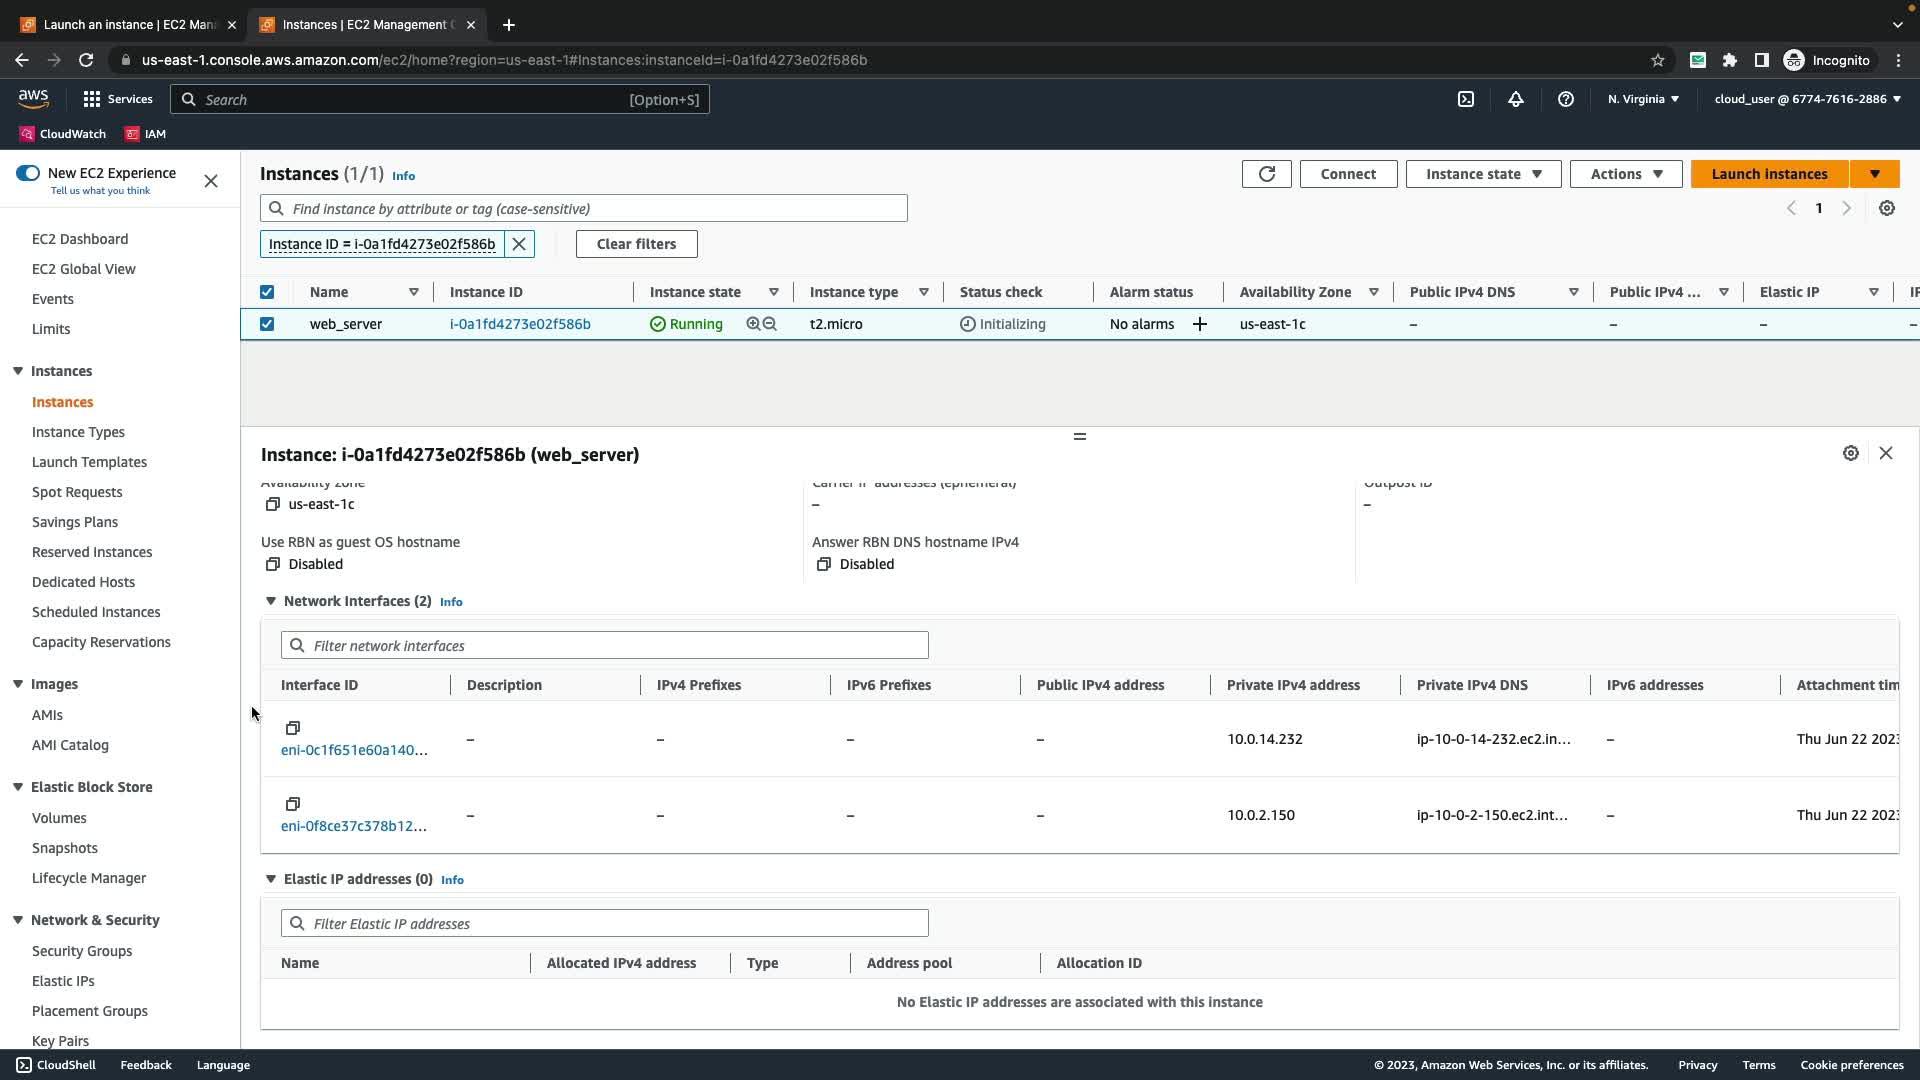 Launch an instance | EC2 Man
Instances | EC2 Management C
us-east-1.console.aws.amazon.com/ec2/home?region=us-east-1#Instances:instanceId=i-0a1fd4273e02f586b
Incognito
aws
Services
Search
[Option+S]
N. Virginia
cloud_user @ 6774-7616-2886
CloudWatch
IAM
New EC2 Experience
Tell us what you think
EC2 Dashboard
EC2 Global View
Events
Limits
Instances
Instances
Instance Types
Launch Templates
Spot Requests
Savings Plans
Reserved Instances
Dedicated Hosts
Scheduled Instances
Capacity Reservations
Images
AMIs
AMI Catalog
Elastic Block Store
Volumes
Snapshots
Lifecycle Manager
Network & Security
Security Groups
Elastic IPs
Placement Groups
Key Pairs
Instances (1/1) Info
Connect
Instance state
Actions
Launch instances
Find instance by attribute or tag (case-sensitive)
1
Instance ID = i-0a1fd4273e02f586b
Clear filters
Name Instance ID Instance state Instance type Status check Alarm status Availability Zone Public IPv4 DNS Public IPv4 ... Elastic IP
web_server i-0a1fd4273e02f586b Running t2.micro Initializing No alarms + us-east-1c – – – –
Instance: i-0a1fd4273e02f586b (web_server)
Availability zone Carrier IP addresses (ephemeral) Outpost ID
us-east-1c – –
Use RBN as guest OS hostname Answer RBN DNS hostname IPv4
Disabled Disabled
Network Interfaces (2) Info
Filter network interfaces
Interface ID Description IPv4 Prefixes IPv6 Prefixes Public IPv4 address Private IPv4 address Private IPv4 DNS IPv6 addresses Attachment tim
eni-0c1f651e60a140... – – – – 10.0.14.232 ip-10-0-14-232.ec2.in... – Thu Jun 22 2023
eni-0f8ce37c378b12... – – – – 10.0.2.150 ip-10-0-2-150.ec2.int... – Thu Jun 22 2023
Elastic IP addresses (0) Info
Filter Elastic IP addresses
Name Allocated IPv4 address Type Address pool Allocation ID
No Elastic IP addresses are associated with this instance
CloudShell
Feedback
Language
© 2023, Amazon Web Services, Inc. or its affiliates.
Privacy
Terms
Cookie preferences